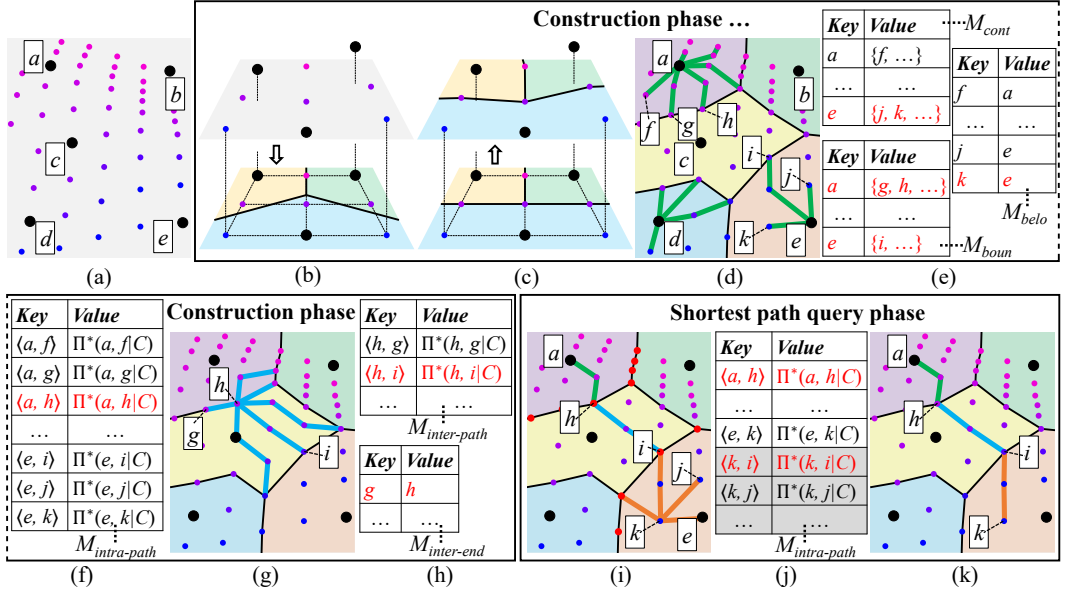 Construction phase …
a
b
c
d
e
(a)
(b)
(c)
a
b
f
g
h
c
i
j
d
k
e
(d)
Key Value
a {f, …}
… …
e {j, k, …}
M_cont
Key Value
a {g, h, …}
… …
e {i, …}
M_boun
Key Value
f a
… …
j e
k e
M_belo
(e)
Construction phase
Key Value
⟨a, f⟩ Π*(a, f|C)
⟨a, g⟩ Π*(a, g|C)
⟨a, h⟩ Π*(a, h|C)
… …
⟨e, i⟩ Π*(e, i|C)
⟨e, j⟩ Π*(e, j|C)
⟨e, k⟩ Π*(e, k|C)
M_intra-path
(f)
h
g
i
(g)
Key Value
⟨h, g⟩ Π*(h, g|C)
⟨h, i⟩ Π*(h, i|C)
… …
M_inter-path
Key Value
g h
… …
M_inter-end
(h)
Shortest path query phase
a
h
i
j
k
e
(i)
Key Value
⟨a, h⟩ Π*(a, h|C)
… …
⟨e, k⟩ Π*(e, k|C)
⟨k, i⟩ Π*(k, i|C)
⟨k, j⟩ Π*(k, j|C)
… …
M_intra-path
(j)
a
h
i
k
(k)